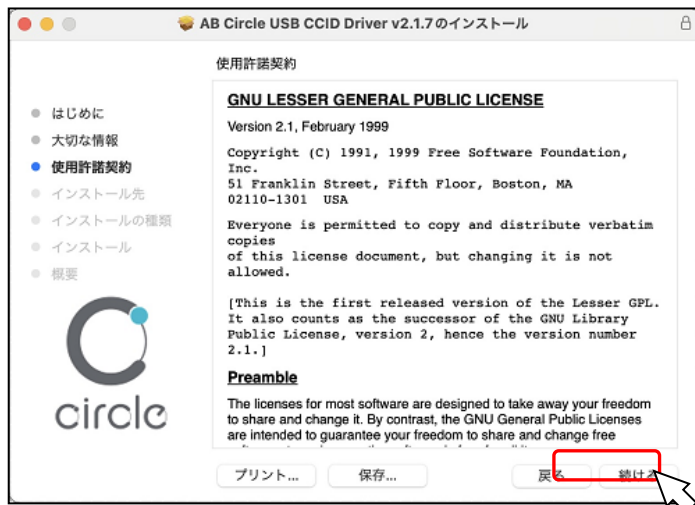 AB Circle USB CCID Driver v2.1.7のインストール
使用許諾契約
はじめに
大切な情報
使用許諾契約
インストール先
インストールの種類
インストール
概要
circle
GNU LESSER GENERAL PUBLIC LICENSE
Version 2.1, February 1999
Copyright (C) 1991, 1999 Free Software Foundation,
Inc.
51 Franklin Street, Fifth Floor, Boston, MA
02110-1301  USA
Everyone is permitted to copy and distribute verbatim
copies
of this license document, but changing it is not
allowed.
[This is the first released version of the Lesser GPL.
It also counts as the successor of the GNU Library
Public License, version 2, hence the version number
2.1.]
Preamble
The licenses for most software are designed to take away your freedom
to share and change it. By contrast, the GNU General Public Licenses
are intended to guarantee your freedom to share and change free
プリント...
保存...
戻る
続ける